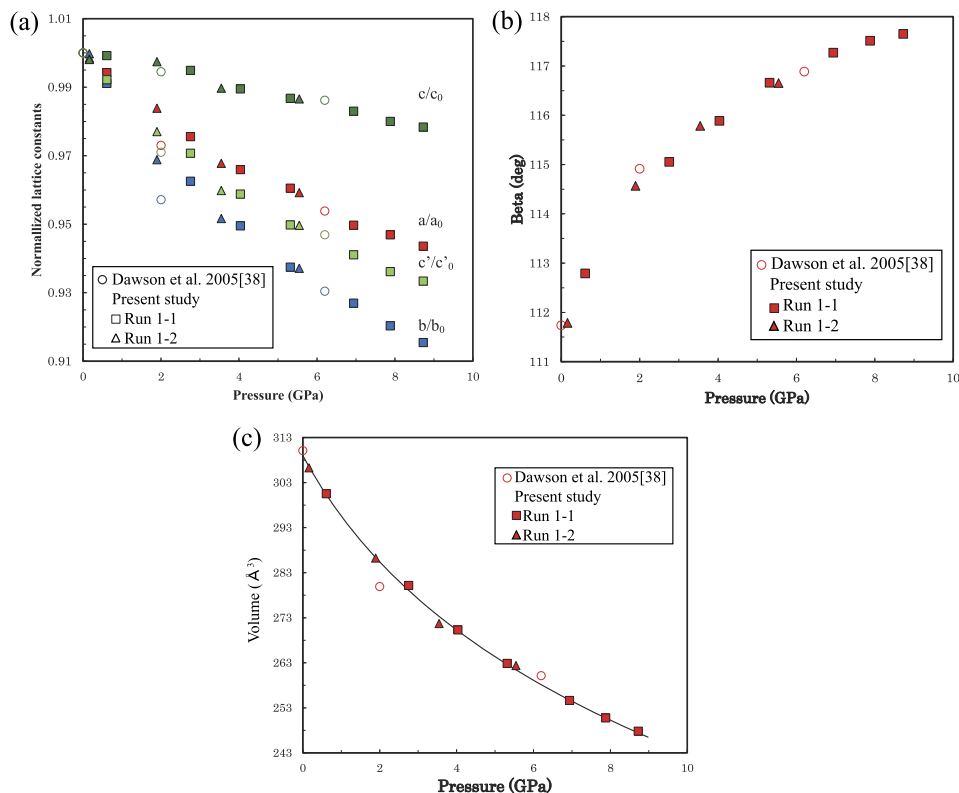 (a)
1.01
0.99
0.97
0.95
0.93
0.91
Normallized lattice constants
c/c0
a/a0
c'/c'0
b/b0
Dawson et al. 2005[38]
Present study
Run 1-1
Run 1-2
0 2 4 6 8 10
Pressure (GPa)
(b)
118
117
116
115
114
113
112
111
Beta (deg)
Dawson et al. 2005[38]
Present study
Run 1-1
Run 1-2
0 2 4 6 8 10
Pressure (GPa)
(c)
313
303
293
283
273
263
253
243
Volume (Å³)
Dawson et al. 2005[38]
Present study
Run 1-1
Run 1-2
0 2 4 6 8 10
Pressure (GPa)